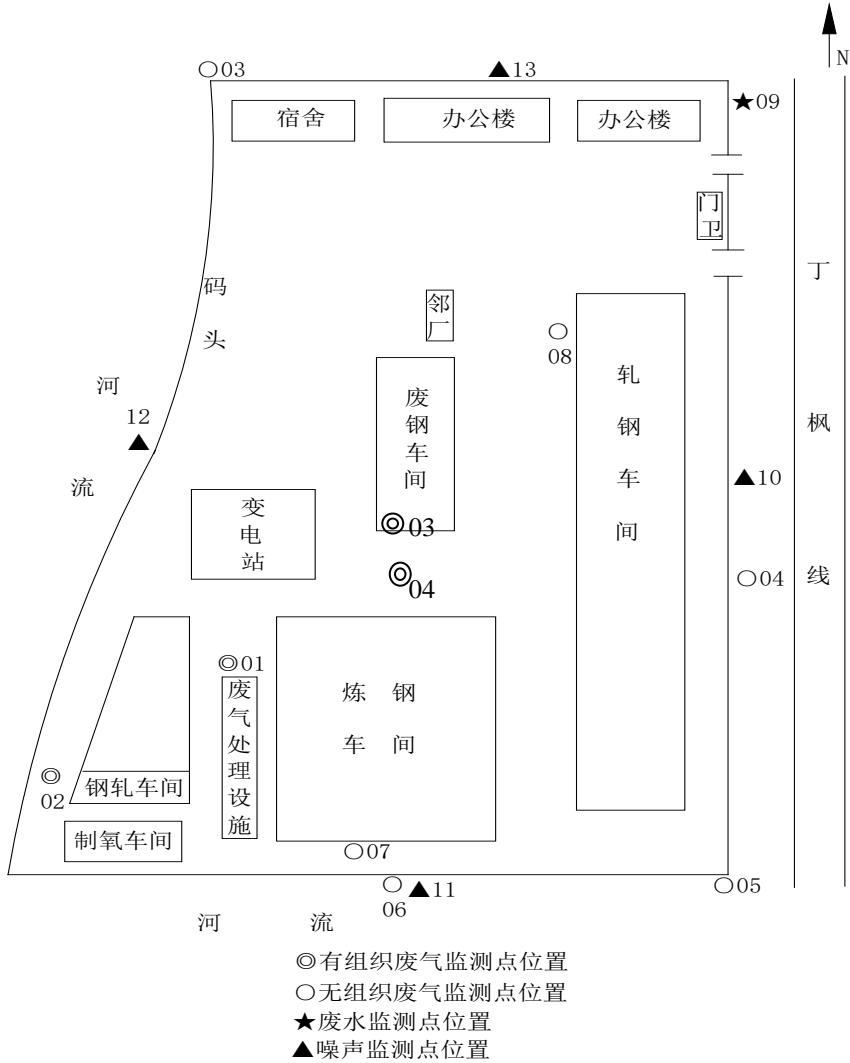 N
○03
▲13
★09
宿舍
办公楼
办公楼
门卫
丁枫线
码头
邻厂
○
08
轧钢车间
河流
12
▲
废钢车间
▲10
变电站
◎03
◎
04
○04
◎01
炼钢
车间
废气处理设施
◎
02
钢轧车间
制氧车间
○07
○
06
▲11
○05
河流
◎有组织废气监测点位置
○无组织废气监测点位置
★废水监测点位置
▲噪声监测点位置